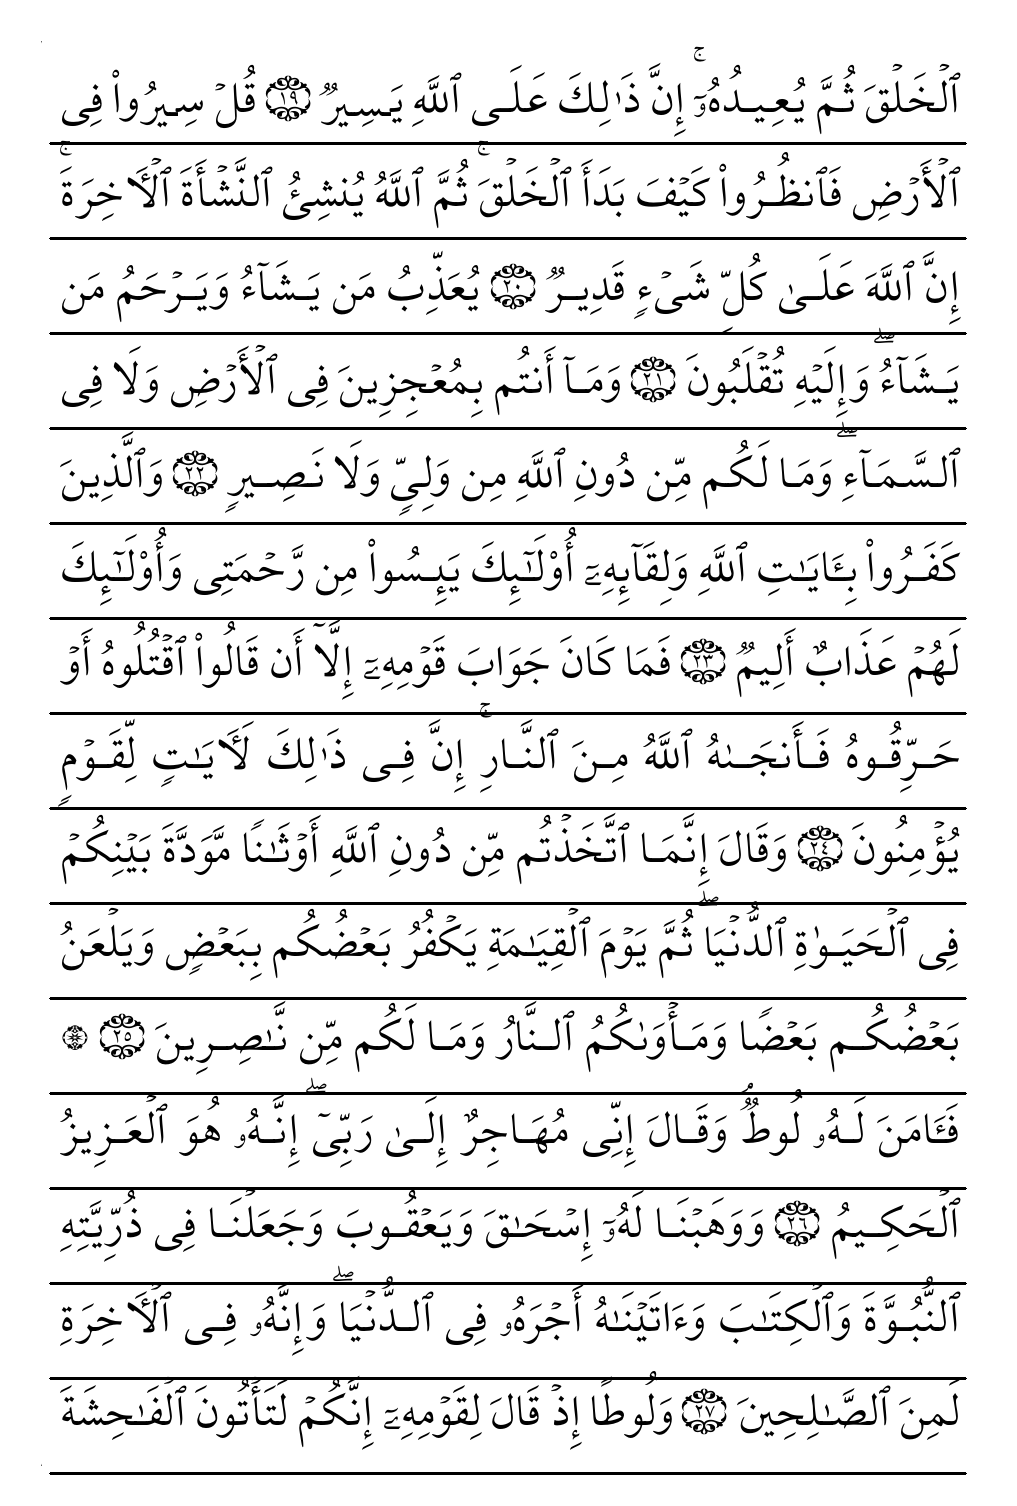 ٱلۡخَلۡقَ ثُمَّ يُعِيدُهُۥٓۚ إِنَّ ذَٰلِكَ عَلَى ٱللَّهِ يَسِيرٞ ١٩ قُلۡ سِيرُواْ فِي
ٱلۡأَرۡضِ فَٱنظُرُواْ كَيۡفَ بَدَأَ ٱلۡخَلۡقَۚ ثُمَّ ٱللَّهُ يُنشِئُ ٱلنَّشۡأَةَ ٱلۡأٓخِرَةَۚ
إِنَّ ٱللَّهَ عَلَىٰ كُلِّ شَيۡءٖ قَدِيرٞ ٢٠ يُعَذِّبُ مَن يَشَآءُ وَيَرۡحَمُ مَن
يَشَآءُۖ وَإِلَيۡهِ تُقۡلَبُونَ ٢١ وَمَآ أَنتُم بِمُعۡجِزِينَ فِي ٱلۡأَرۡضِ وَلَا فِي
ٱلسَّمَآءِۖ وَمَا لَكُم مِّن دُونِ ٱللَّهِ مِن وَلِيّٖ وَلَا نَصِيرٖ ٢٢ وَٱلَّذِينَ
كَفَرُواْ بِـَٔايَٰتِ ٱللَّهِ وَلِقَآئِهِۦٓ أُوْلَٰٓئِكَ يَئِسُواْ مِن رَّحۡمَتِي وَأُوْلَٰٓئِكَ
لَهُمۡ عَذَابٌ أَلِيمٞ ٢٣ فَمَا كَانَ جَوَابَ قَوۡمِهِۦٓ إِلَّآ أَن قَالُواْ ٱقۡتُلُوهُ أَوۡ
حَرِّقُوهُ فَأَنجَىٰهُ ٱللَّهُ مِنَ ٱلنَّارِۚ إِنَّ فِي ذَٰلِكَ لَأٓيَٰتٖ لِّقَوۡمٖ
يُؤۡمِنُونَ ٢٤ وَقَالَ إِنَّمَا ٱتَّخَذۡتُم مِّن دُونِ ٱللَّهِ أَوۡثَٰنٗا مَّوَدَّةَ بَيۡنِكُمۡ
فِي ٱلۡحَيَوٰةِ ٱلدُّنۡيَاۖ ثُمَّ يَوۡمَ ٱلۡقِيَٰمَةِ يَكۡفُرُ بَعۡضُكُم بِبَعۡضٖ وَيَلۡعَنُ
بَعۡضُكُم بَعۡضٗا وَمَأۡوَىٰكُمُ ٱلنَّارُ وَمَا لَكُم مِّن نَّٰصِرِينَ ٢٥ ۞
فَـَٔامَنَ لَهُۥ لُوطٞۘ وَقَالَ إِنِّي مُهَاجِرٌ إِلَىٰ رَبِّيٓۖ إِنَّهُۥ هُوَ ٱلۡعَزِيزُ
ٱلۡحَكِيمُ ٢٦ وَوَهَبۡنَا لَهُۥٓ إِسۡحَٰقَ وَيَعۡقُوبَ وَجَعَلۡنَا فِي ذُرِّيَّتِهِ
ٱلنُّبُوَّةَ وَٱلۡكِتَٰبَ وَءَاتَيۡنَٰهُ أَجۡرَهُۥ فِي ٱلدُّنۡيَاۖ وَإِنَّهُۥ فِي ٱلۡأٓخِرَةِ
لَمِنَ ٱلصَّٰلِحِينَ ٢٧ وَلُوطًا إِذۡ قَالَ لِقَوۡمِهِۦٓ إِنَّكُمۡ لَتَأۡتُونَ ٱلۡفَٰحِشَةَ